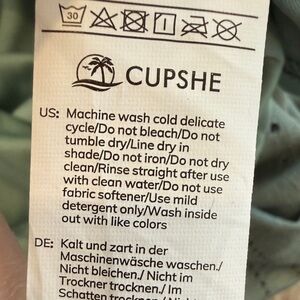 30
CUPSHE
US: Machine wash cold delicate
cycle/Do not bleach/Do not
tumble dry/Line dry in
shade/Do not iron/Do not dry
clean/Rinse straight after use
with clean water/Do not use
fabric softener/Use mild
detergent only/Wash inside
out with like colors
DE: Kalt und zart in der
Maschinenwäsche waschen./
Nicht bleichen./ Nicht im
Trockner trocknen./ Im
Schatten trocknen./ Nicht